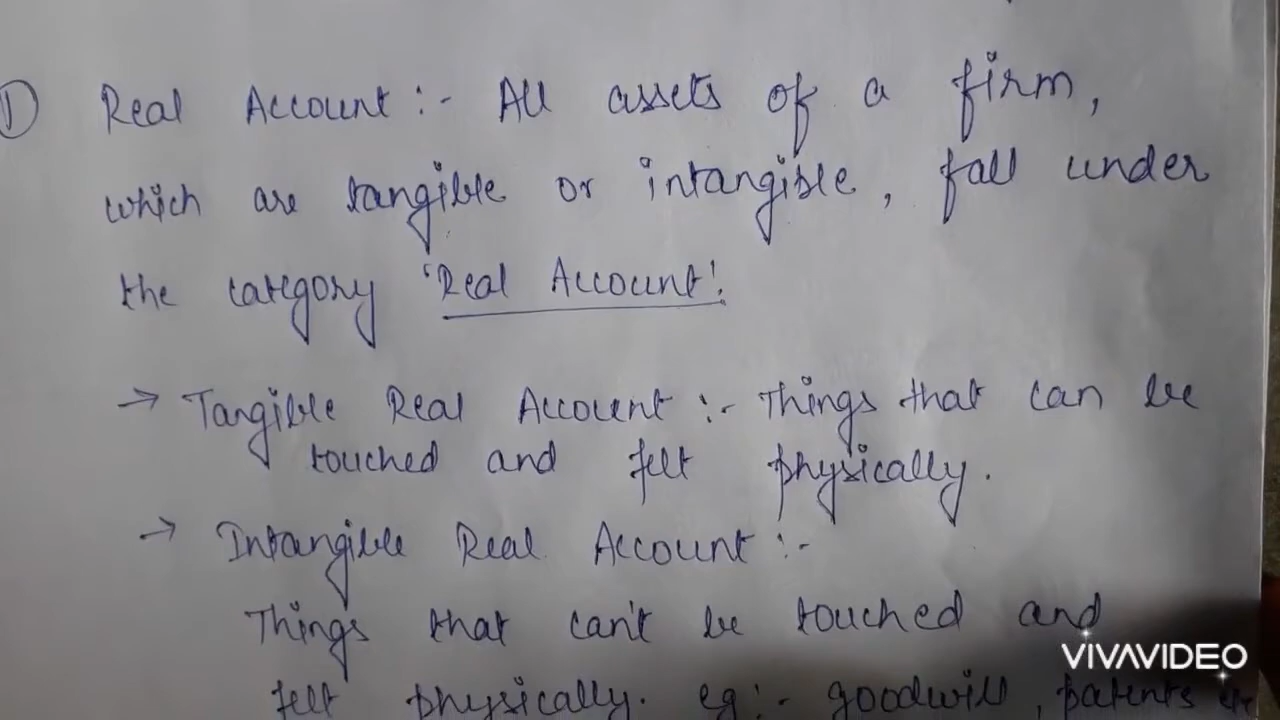 1) Real Account :- All assets of a firm,
which are tangible or intangible, fall under
the category 'Real Account'.
→ Tangible Real Account :- Things that can be
touched and felt physically.
→ Intangible Real Account :-
Things that can't be touched and
felt physically. eg:- goodwill, patents etc
VIVAVIDEO